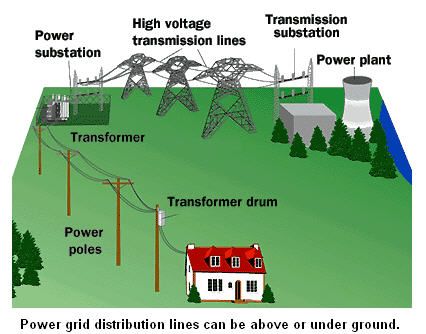 Power
substation
High voltage
transmission lines
Transmission
substation
Power plant
Transformer
Transformer drum
Power
poles
Power grid distribution lines can be above or under ground.